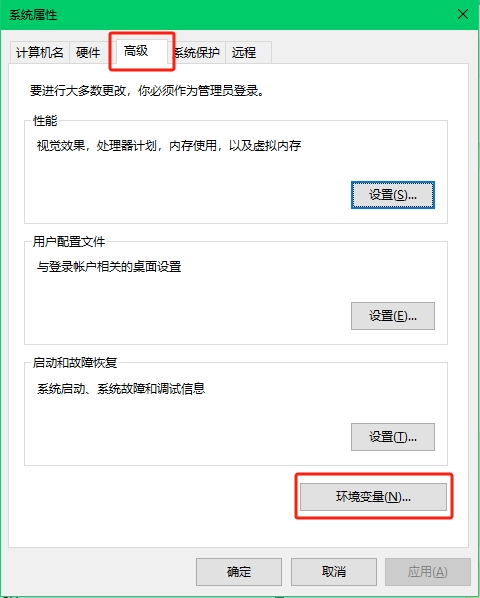 系统属性
计算机名 硬件 高级 系统保护 远程
要进行大多数更改，你必须作为管理员登录。
性能
视觉效果，处理器计划，内存使用，以及虚拟内存
设置(S)...
用户配置文件
与登录帐户相关的桌面设置
设置(E)...
启动和故障恢复
系统启动、系统故障和调试信息
设置(T)...
环境变量(N)...
确定 取消 应用(A)